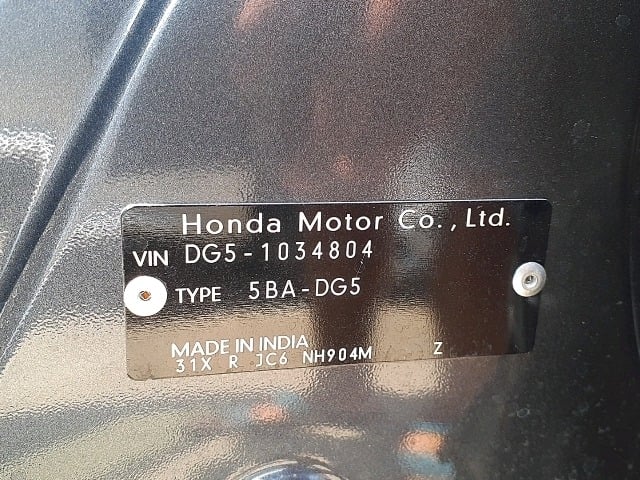 Honda Motor Co., Ltd.
VIN DG5-1034804
TYPE 5BA-DG5
MADE IN INDIA
31X R JC6 NH904M Z